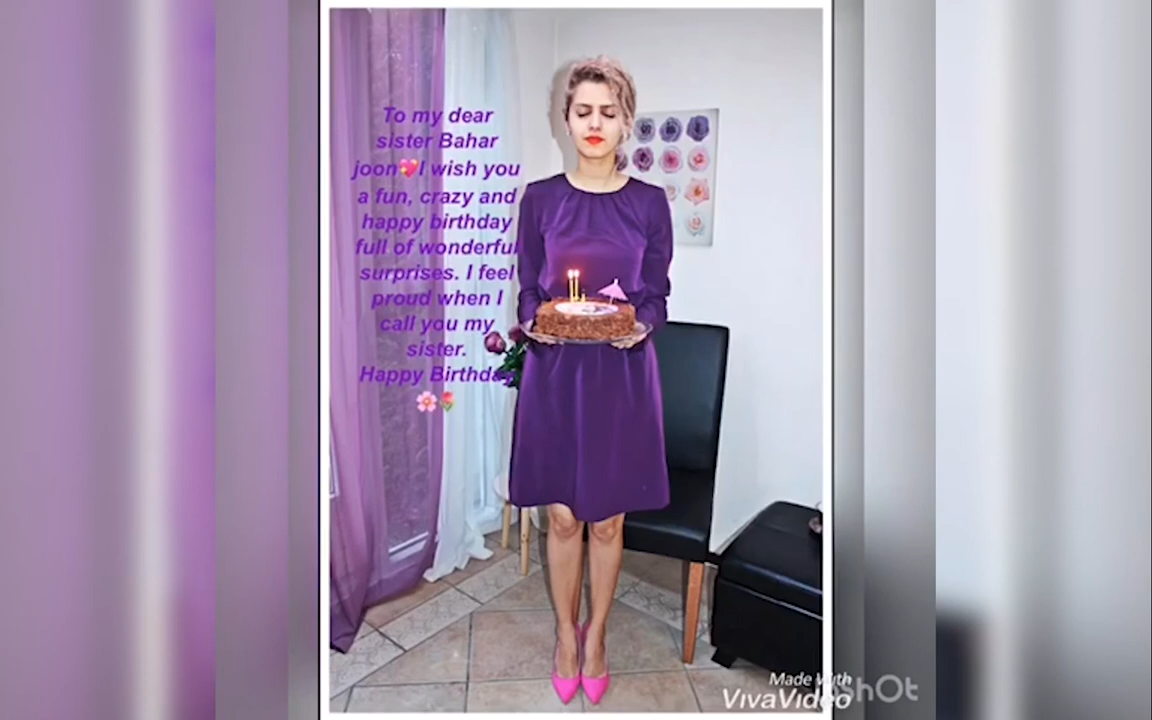 To my dear
sister Bahar
joon💖I wish you
a fun, crazy and
happy birthday
full of wonderful
surprises. I feel
proud when I
call you my
sister.
Happy Birthday
🌸🌷
Made With
VivaVideo